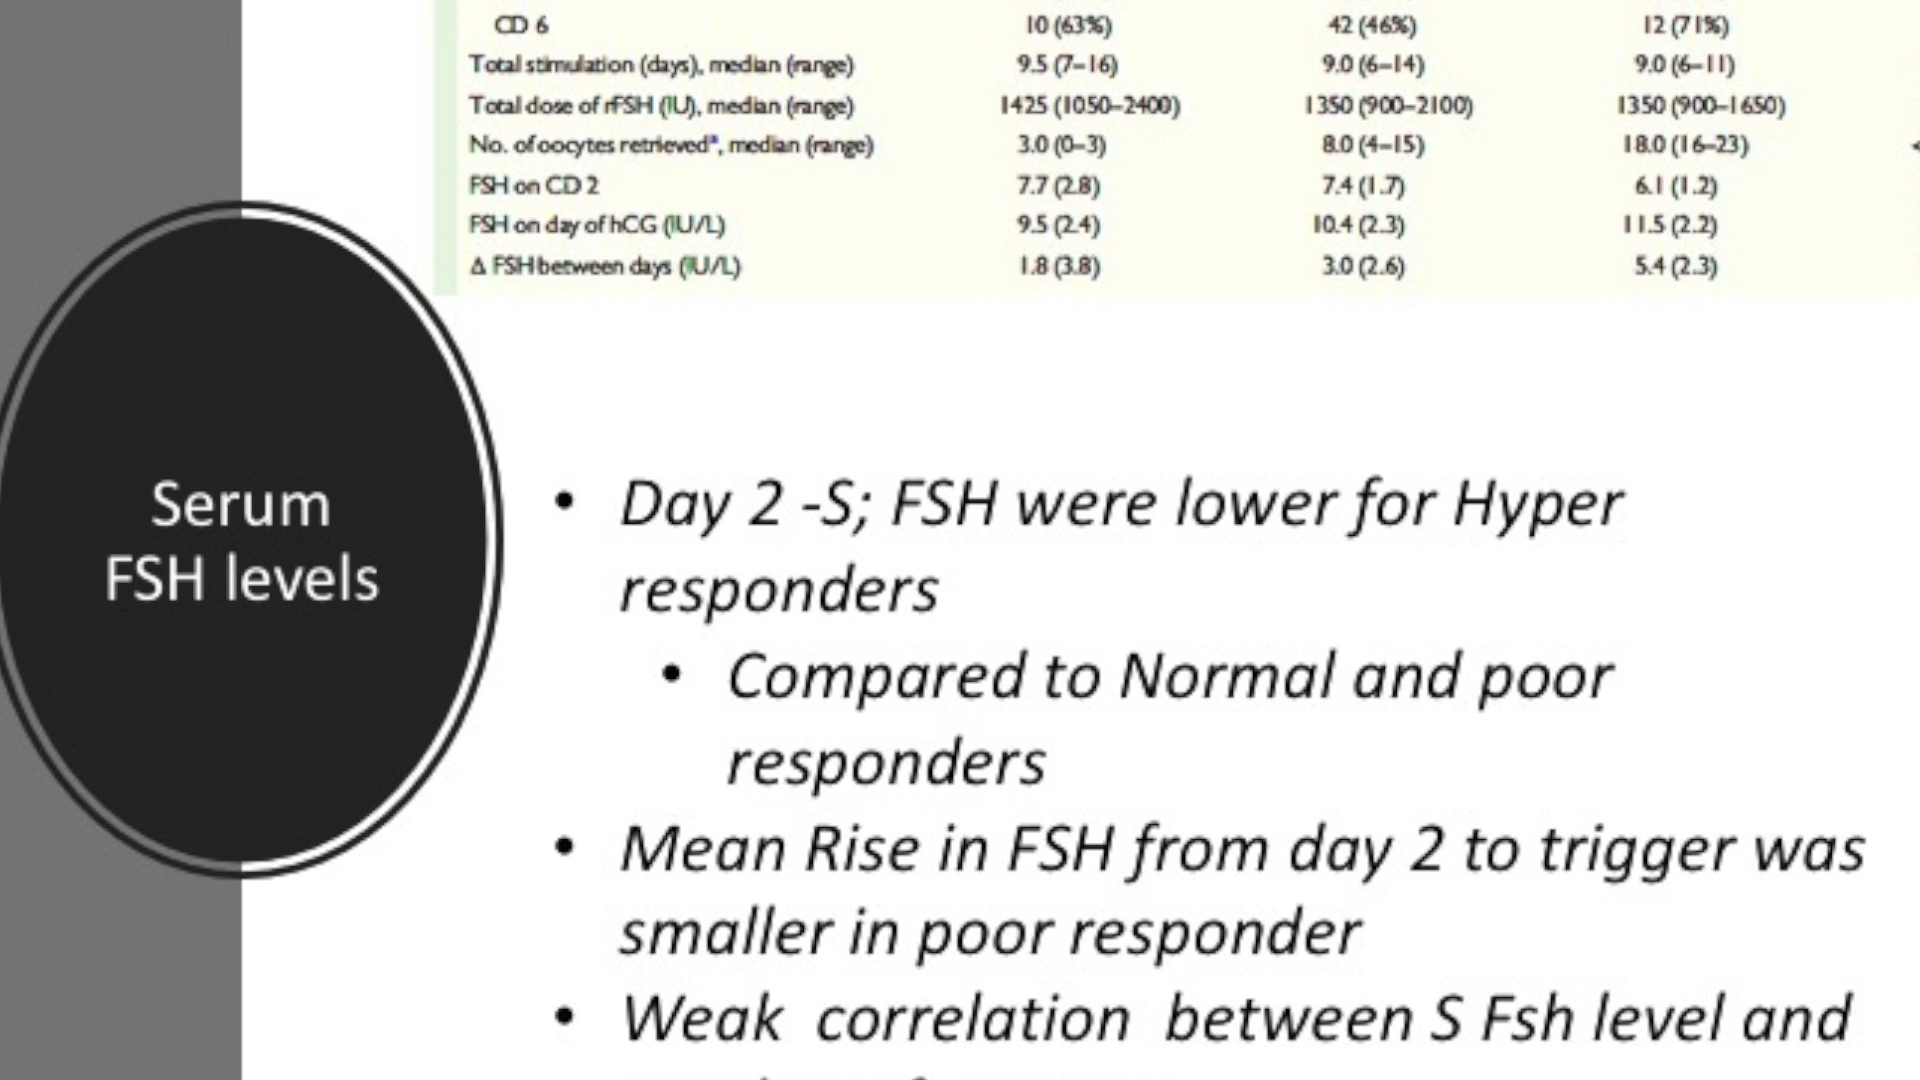 CD 6 10 (63%) 42 (46%) 12 (71%)
Total stimulation (days), median (range) 9.5 (7–16) 9.0 (6–14) 9.0 (6–11)
Total dose of rFSH (IU), median (range) 1425 (1050–2400) 1350 (900–2100) 1350 (900–1650)
No. of oocytes retrievedª, median (range) 3.0 (0–3) 8.0 (4–15) 18.0 (16–23)
FSH on CD 2 7.7 (2.8) 7.4 (1.7) 6.1 (1.2)
FSH on day of hCG (IU/L) 9.5 (2.4) 10.4 (2.3) 11.5 (2.2)
Δ FSH between days (IU/L) 1.8 (3.8) 3.0 (2.6) 5.4 (2.3)
Serum
FSH levels
• Day 2 -S; FSH were lower for Hyper
responders
• Compared to Normal and poor
responders
• Mean Rise in FSH from day 2 to trigger was
smaller in poor responder
• Weak correlation between S Fsh level and